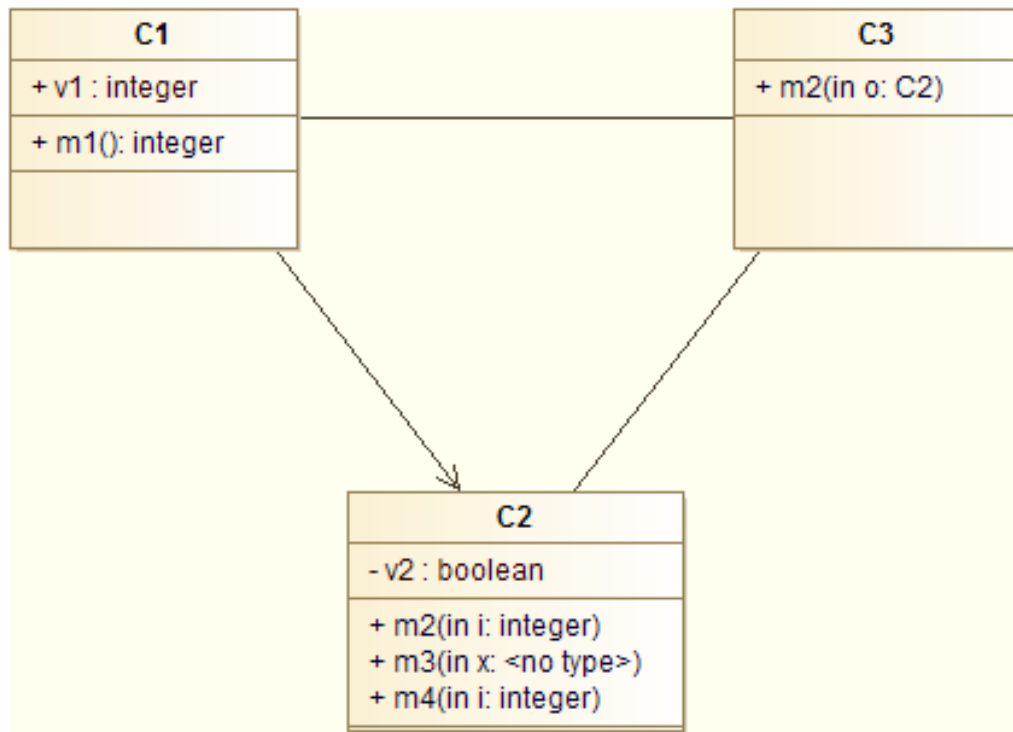 C1
+ v1 : integer
+ m1(): integer
C3
+ m2(in o: C2)
C2
- v2 : boolean
+ m2(in i: integer)
+ m3(in x: <no type>)
+ m4(in i: integer)